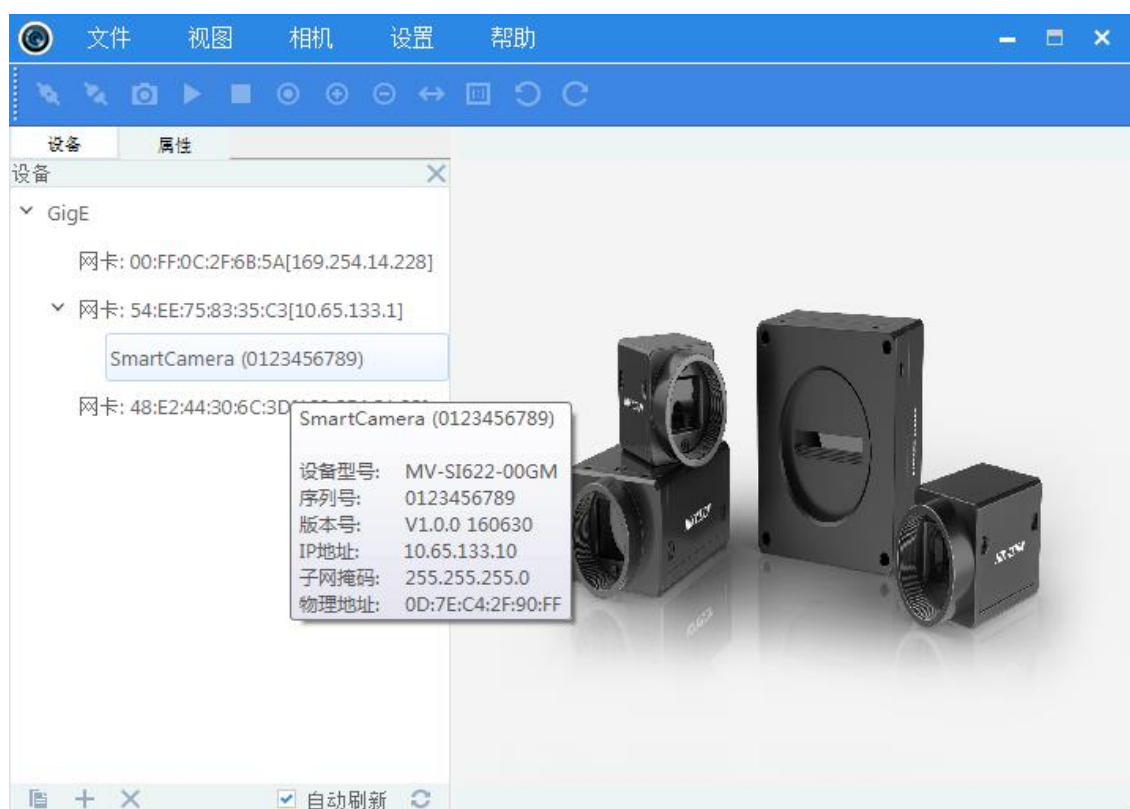 文件 视图 相机 设置 帮助
设备 属性
设备
GigE
网卡: 00:FF:0C:2F:6B:5A[169.254.14.228]
网卡: 54:EE:75:83:35:C3[10.65.133.1]
SmartCamera (0123456789)
网卡: 48:E2:44:30:6C:3D
SmartCamera (0123456789)
设备型号: MV-SI622-00GM
序列号: 0123456789
版本号: V1.0.0 160630
IP地址: 10.65.133.10
子网掩码: 255.255.255.0
物理地址: 0D:7E:C4:2F:90:FF
自动刷新